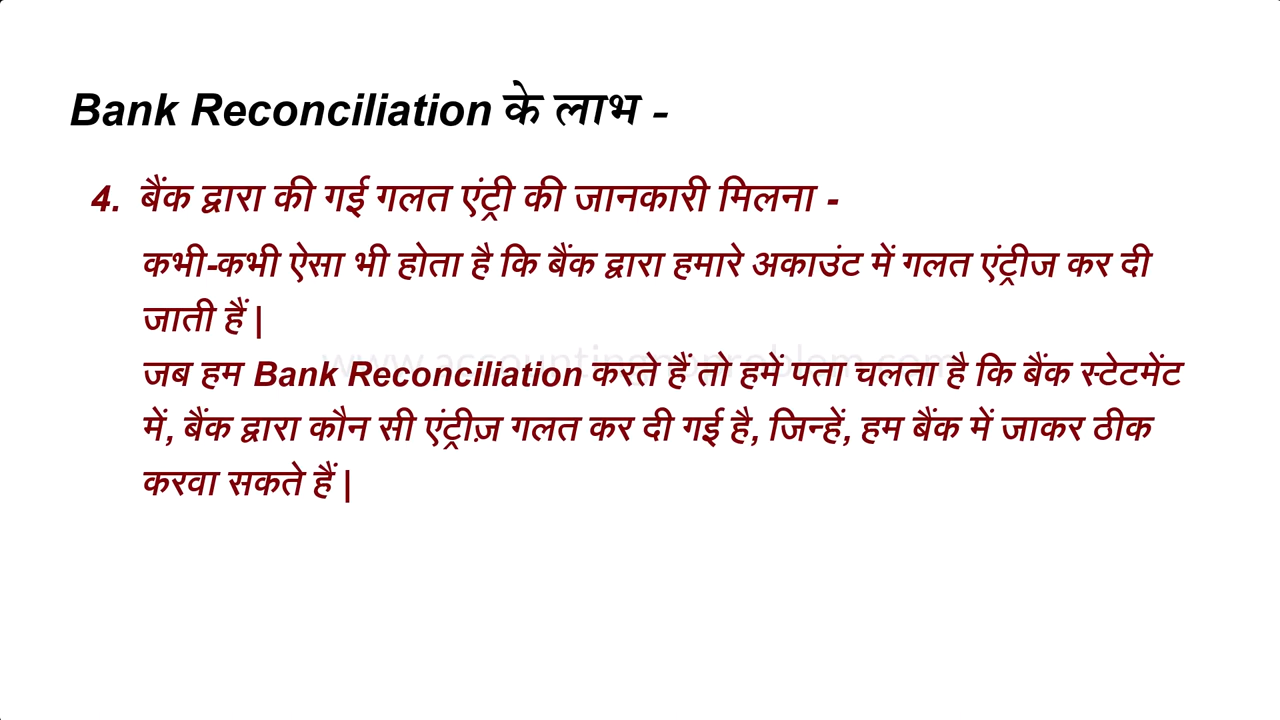 Bank Reconciliation के लाभ -
4. बैंक द्वारा की गई गलत एंट्री की जानकारी मिलना -
कभी-कभी ऐसा भी होता है कि बैंक द्वारा हमारे अकाउंट में गलत एंट्रीज कर दी
जाती हैं |
जब हम Bank Reconciliation करते हैं तो हमें पता चलता है कि बैंक स्टेटमेंट
में, बैंक द्वारा कौन सी एंट्रीज़ गलत कर दी गई है, जिन्हें, हम बैंक में जाकर ठीक
करवा सकते हैं |